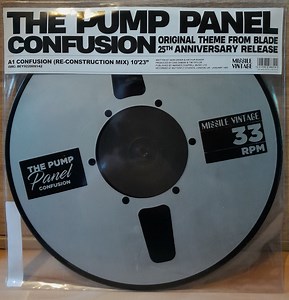 THE PUMP PANEL
CONFUSION
ORIGINAL THEME FROM BLADE
25TH ANNIVERSARY RELEASE
A1 CONFUSION (RE-CONSTRUCTION MIX) 10'23"
MISSILE
VINTAGE
MISSILE VINTAGE
33
RPM
THE PUMP
Panel
CONFUSION